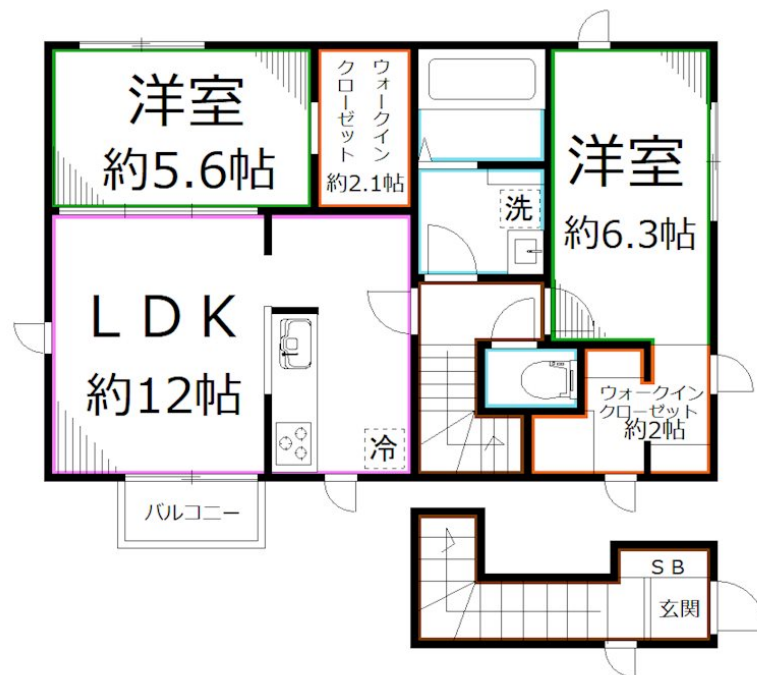 洋室
約5.6帖
ウォークイン
クローゼット
約2.1帖
洗
洋室
約6.3帖
LDK
約12帖
冷
ウォークイン
クローゼット
約2帖
バルコニー
SB
玄関